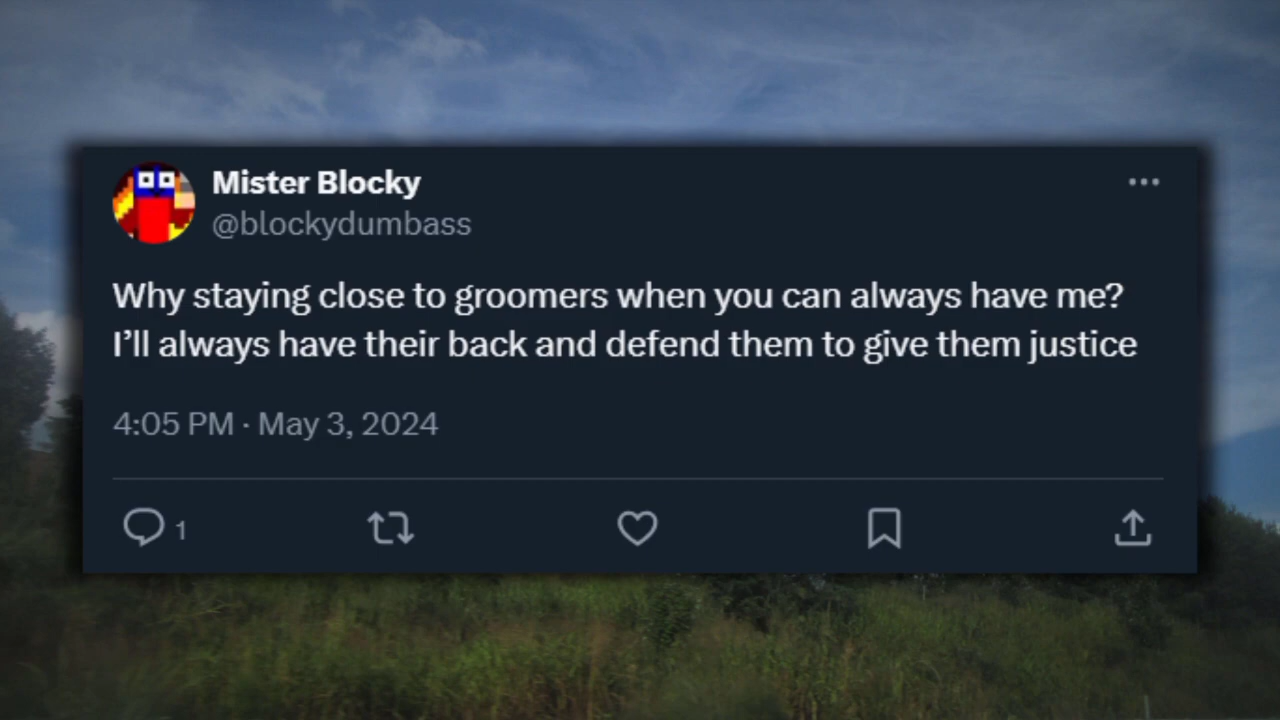 Mister Blocky
@blockydumbass
Why staying close to groomers when you can always have me?
I’ll always have their back and defend them to give them justice
4:05 PM · May 3, 2024
1